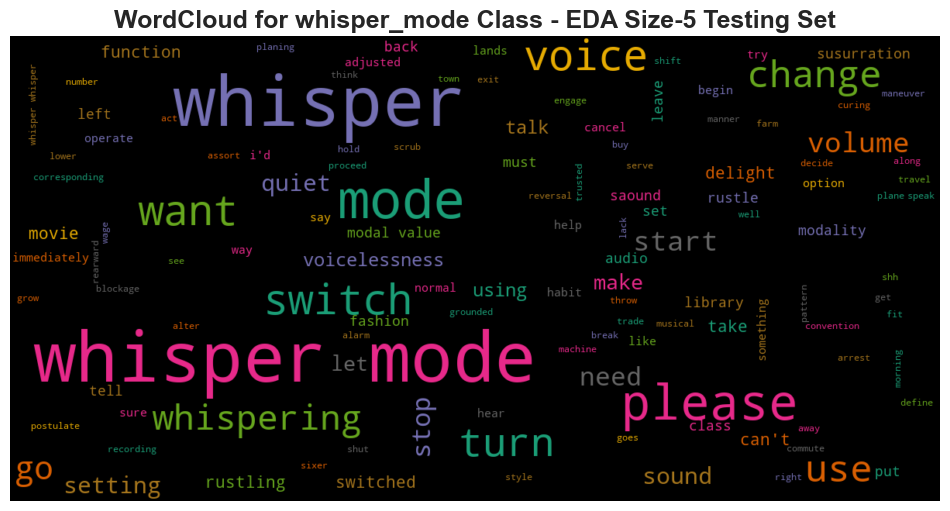 WordCloud for whisper_mode Class - EDA Size-5 Testing Set
function
planing
back
adjusted
lands
voice
shift
try
susurration
change
whisper whisper
number
whisper
think
town
exit
leave
begin
maneuver
left
act
engage
curing
operate
talk
cancel
manner
farm
volume
lower
assort
i'd
hold
scrub
buy
decide
along
corresponding
proceed
must
serve
delight
option
travel
quiet
mode
reversal
trusted
saound
rustle
plane
speak
want
say
set
well
movie
wage
modal value
help
lack
start
modality
immediately
rearward
see
way
voicelessness
audio
blockage
switch
normal
using
habit
make
shh
grow
grounded
throw
library
pattern
get
fit
alter
fashion
alarm
trade
musical
take
something
convention
whisper mode
let
break
like
machine
arrest
morning
tell
need
define
sure
whispering
stop
hear
please
class
away
postulate
goes
can't
recording
shut
turn
commute
go
sixer
use
put
setting
rustling
switched
style
sound
right